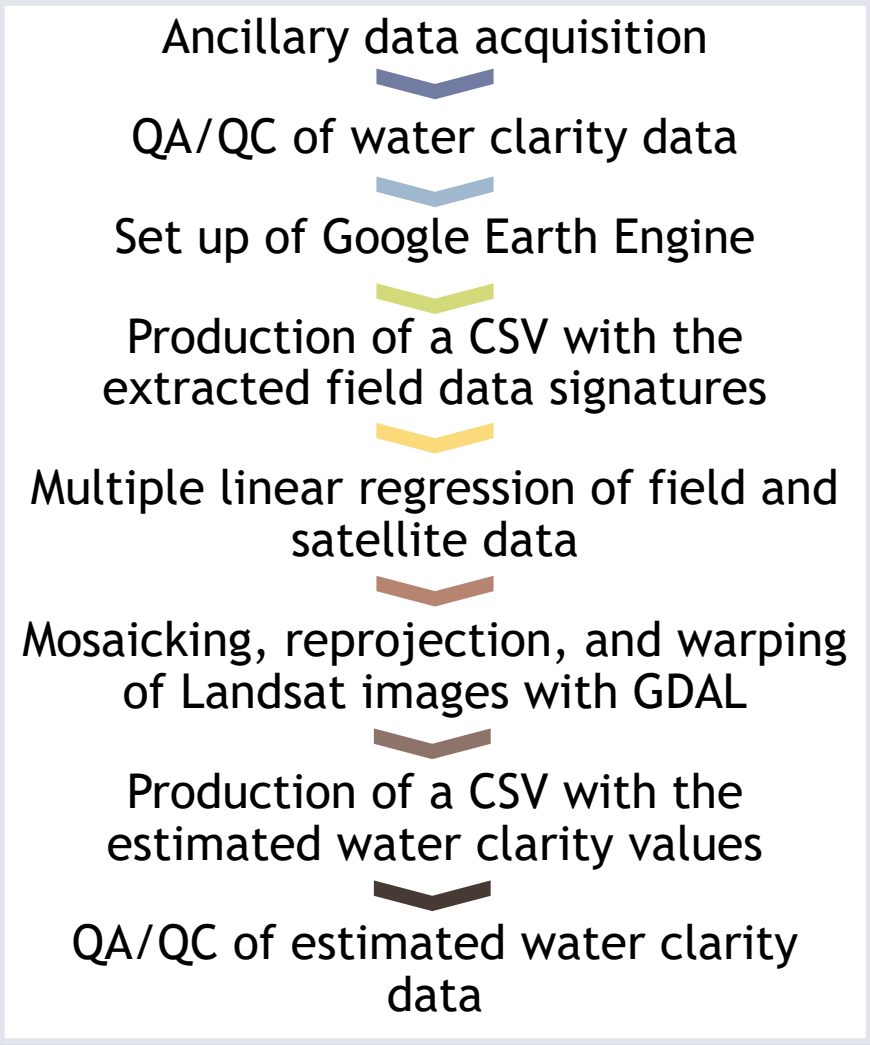 Ancillary data acquisition
QA/QC of water clarity data
Set up of Google Earth Engine
Production of a CSV with the
extracted field data signatures
Multiple linear regression of field and
satellite data
Mosaicking, reprojection, and warping
of Landsat images with GDAL
Production of a CSV with the
estimated water clarity values
QA/QC of estimated water clarity
data